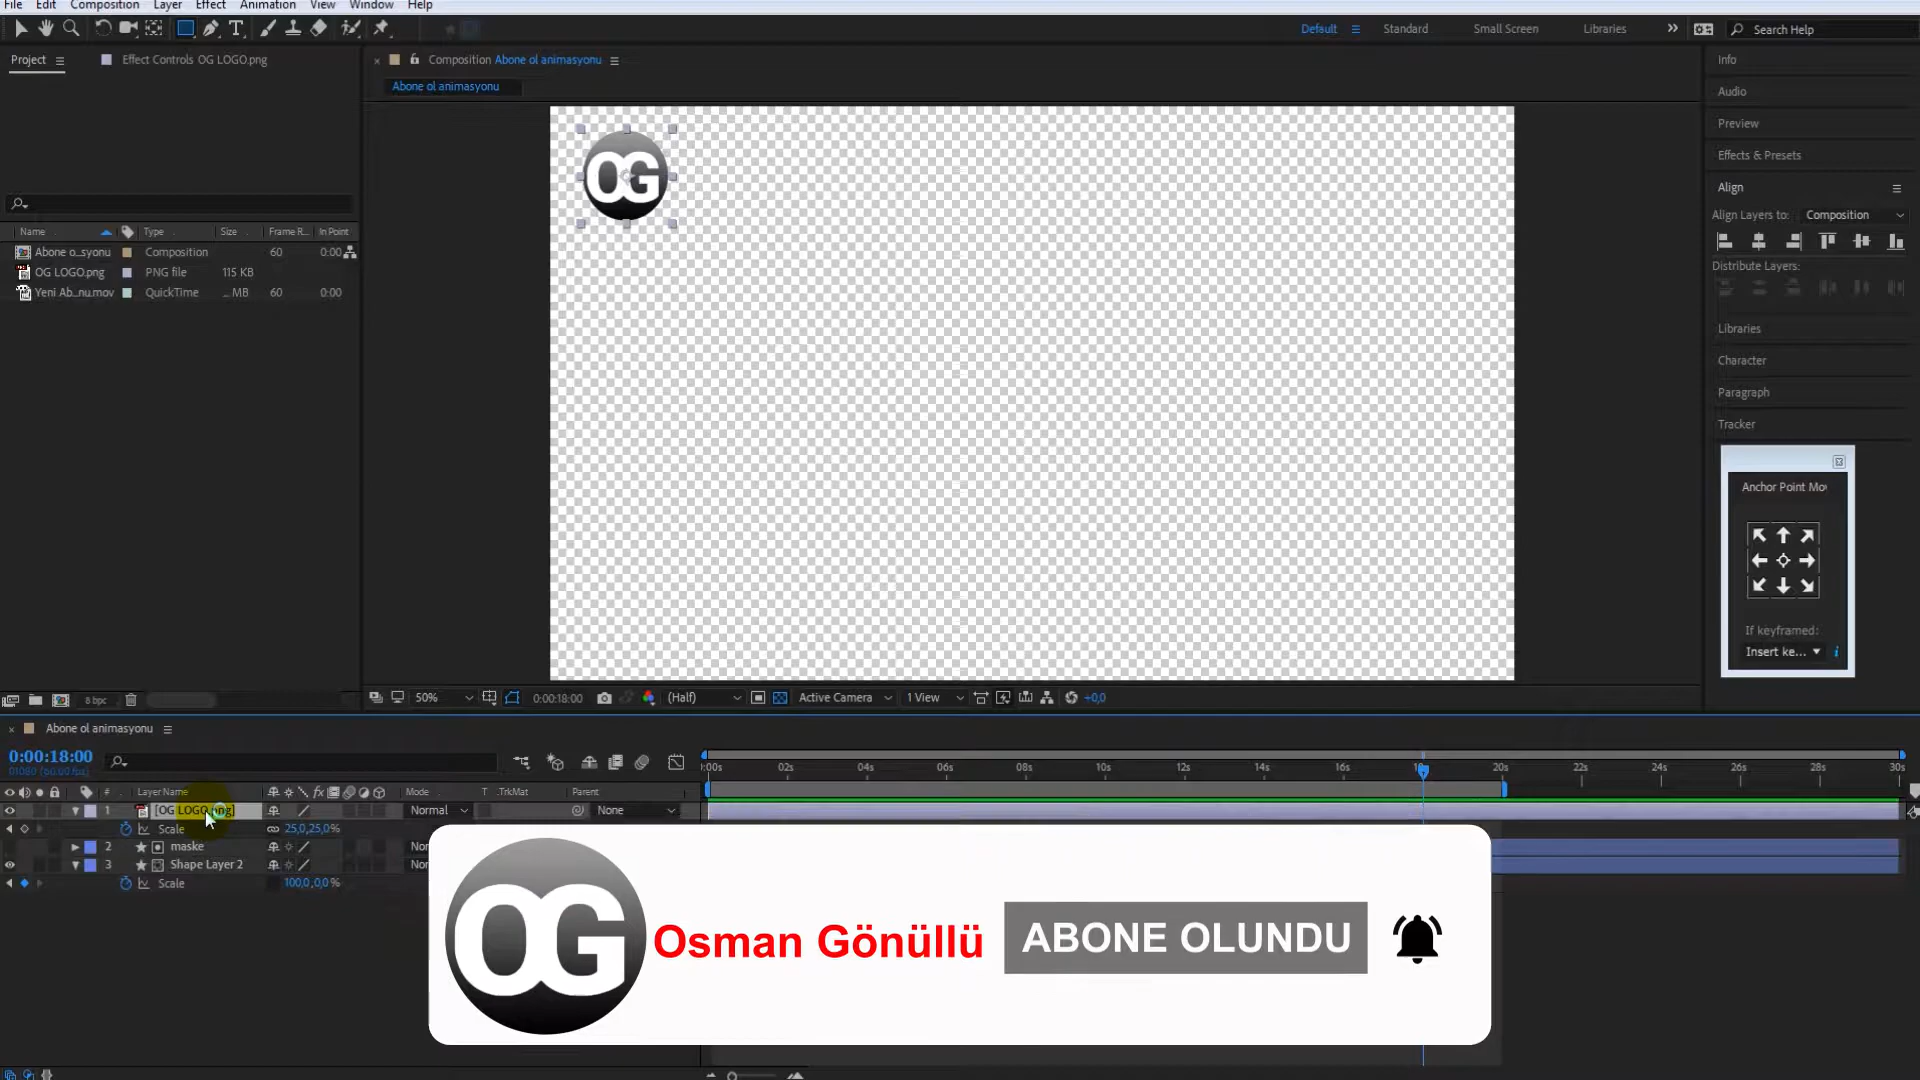 File Edit Composition Layer Effect Animation View Window Help
Default Standard Small Screen Libraries Search Help
Project Effect Controls OG LOGO.png
Composition Abone ol animasyonu
Abone ol animasyonu
OG
Name Type Size Frame R... In Point
Abone o...syonu Composition 60 0:00
OG LOGO.png PNG file 115 KB
Yeni Ab...nu.mov QuickTime ... MB 60 0:00
8 bpc
50% 0:00:18:00 (Half) Active Camera 1 View +0,0
Info
Audio
Preview
Effects & Presets
Align
Align Layers to: Composition
Distribute Layers:
Libraries
Character
Paragraph
Tracker
Anchor Point Mov
If keyframed:
Insert ke...
Abone ol animasyonu
0:00:18:00
01080 (60.00 fps)
:00s 02s 04s 06s 08s 10s 12s 14s 16s 20s 22s 24s 26s 28s 30s
# Layer Name Mode T .TrkMat Parent
1 [OG LOGO.png] Normal None
Scale 25,0,25,0%
2 maske
3 Shape Layer 2
Scale 100,0,0,0%
OG Osman Gönüllü ABONE OLUNDU